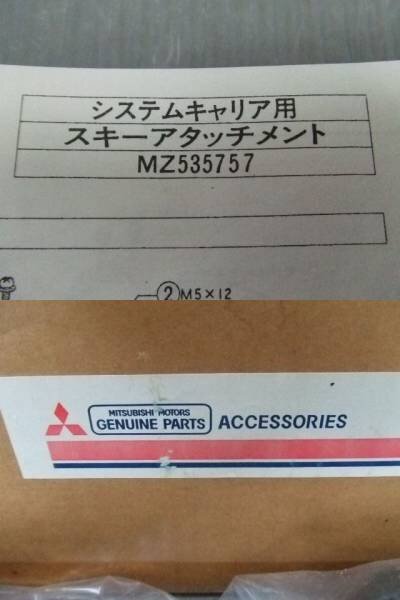 システムキャリア用
スキーアタッチメント
MZ535757
②M5×12
MITSUBISHI MOTORS
GENUINE PARTS
ACCESSORIES